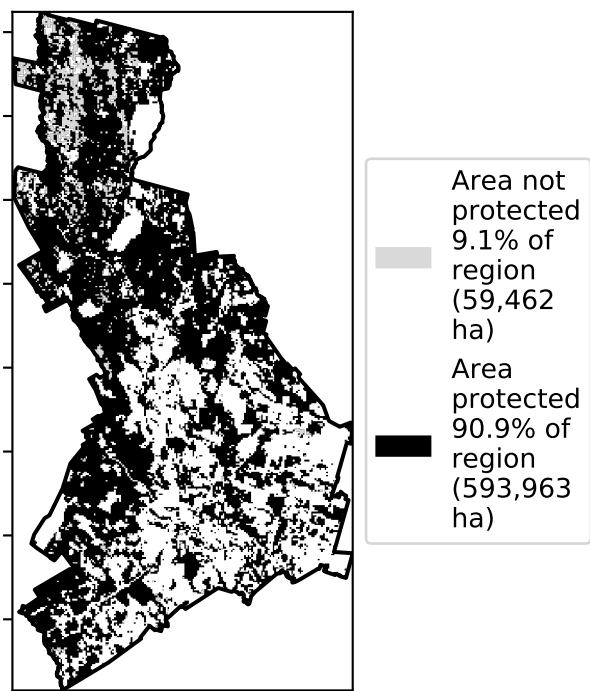 Area not
protected
9.1% of
region
(59,462
ha)
Area
protected
90.9% of
region
(593,963
ha)